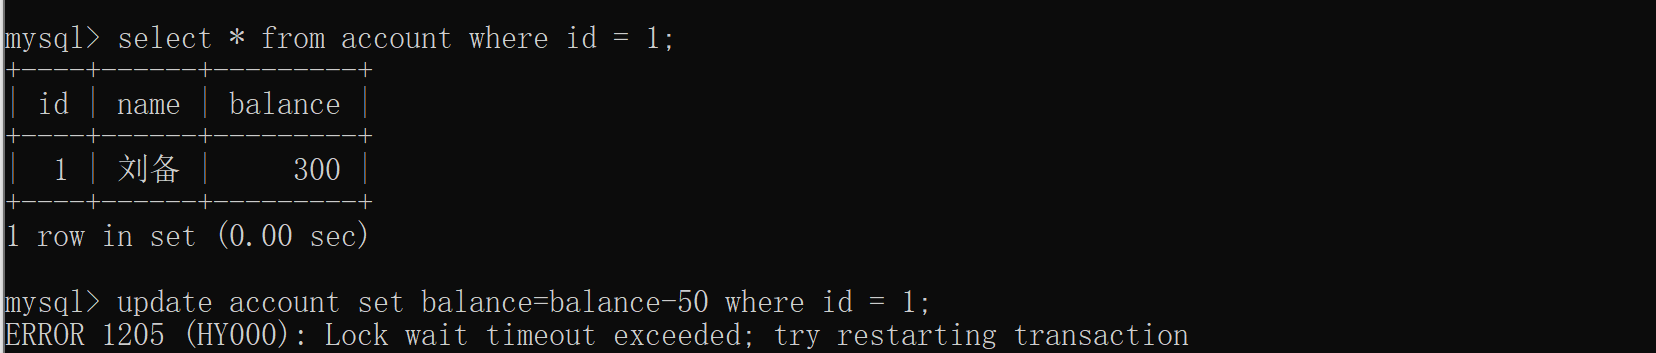 mysql> select * from account where id = 1;
+----+------+---------+
| id | name | balance |
+----+------+---------+
|  1 | 刘备 |     300 |
+----+------+---------+
1 row in set (0.00 sec)
mysql> update account set balance=balance-50 where id = 1;
ERROR 1205 (HY000): Lock wait timeout exceeded; try restarting transaction